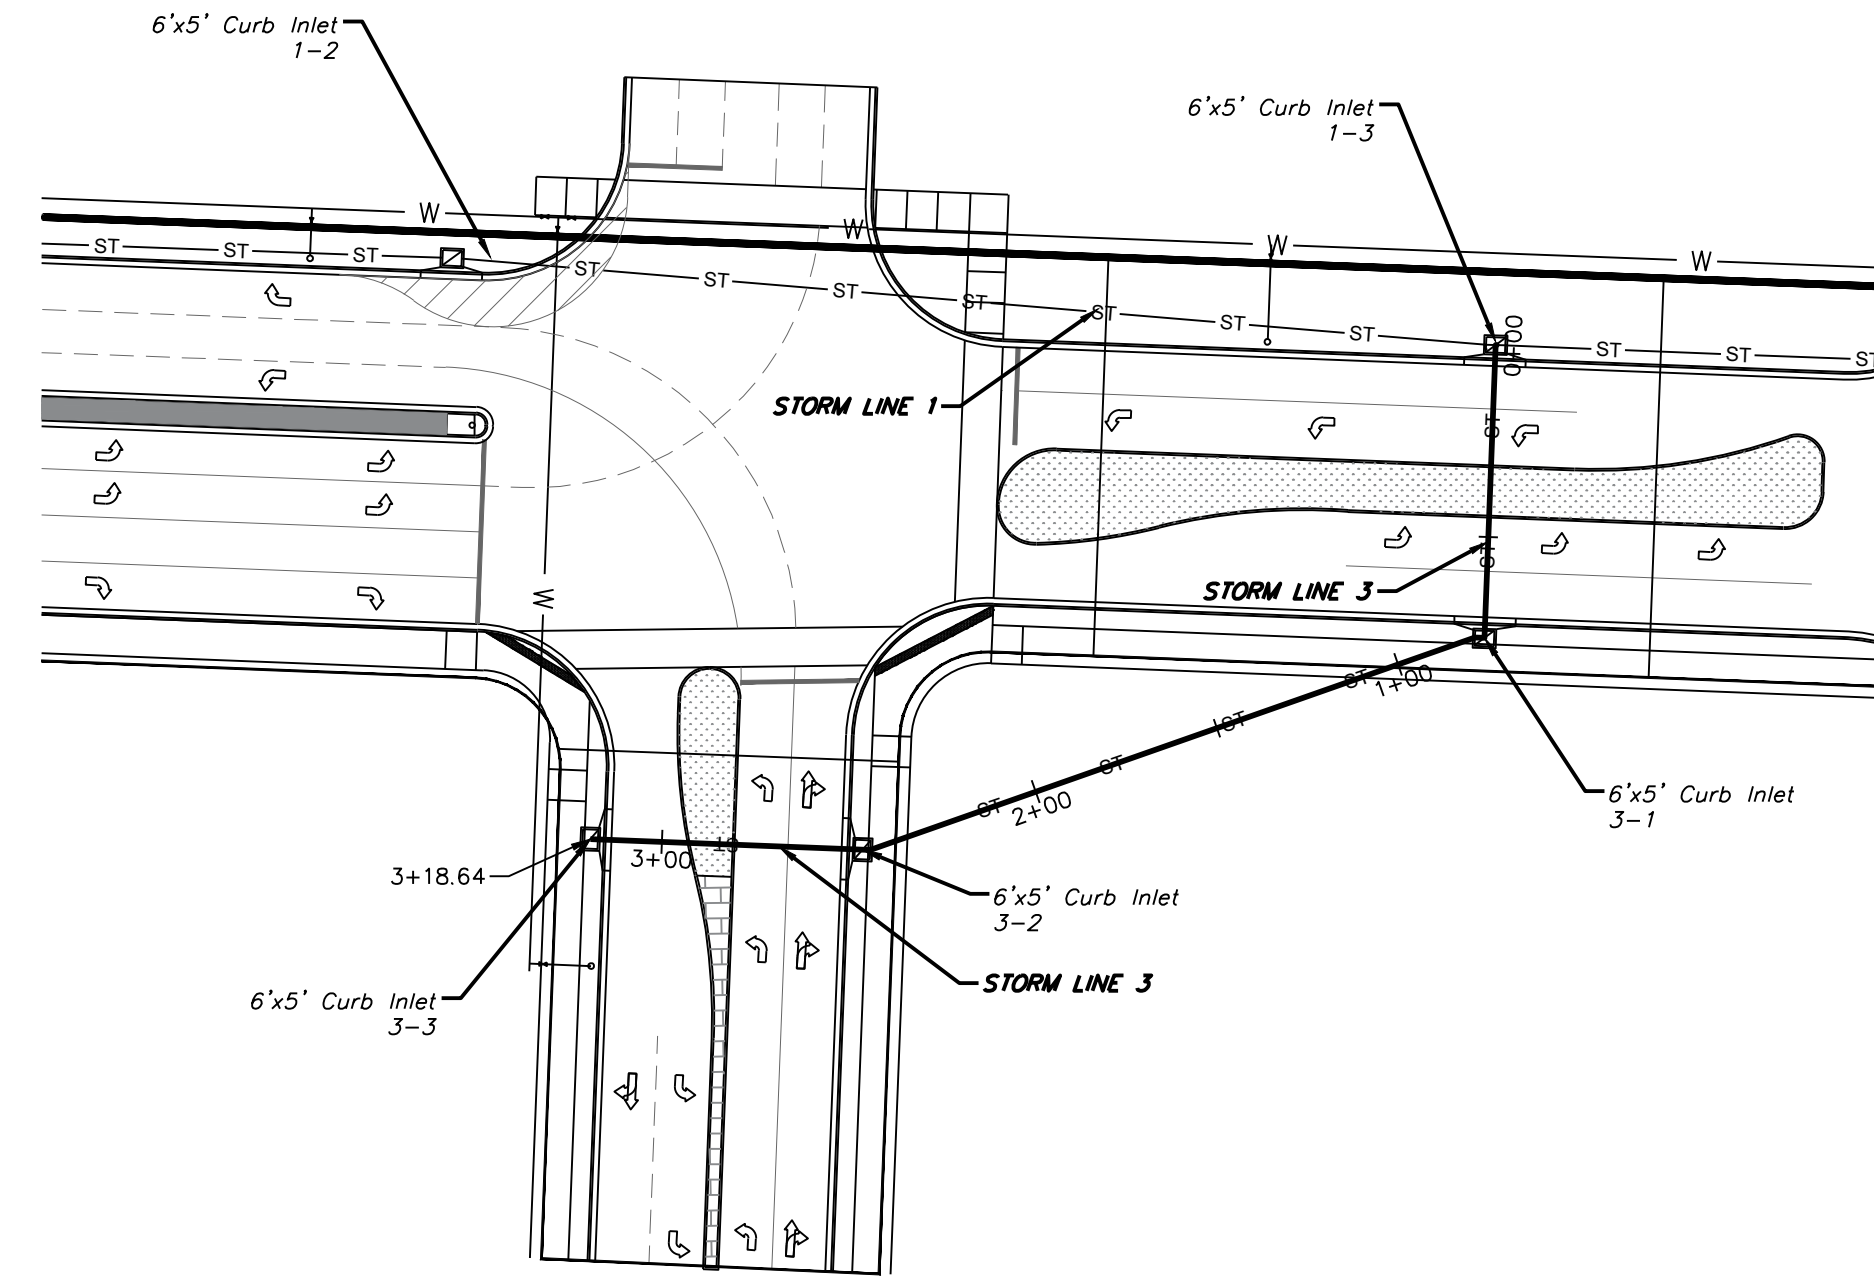 6'x5' Curb Inlet
1-2
6'x5' Curb Inlet
1-3
W
W
W
W
ST
ST
ST
ST
ST
ST
ST
ST
ST
ST
ST
ST
ST
0+00
STORM LINE 1
ST
ST
STORM LINE 3
W
ST
1+00
ST
ST
6'x5' Curb Inlet
3-1
ST
2+00
3+00
3+18.64
6'x5' Curb Inlet
3-2
STORM LINE 3
6'x5' Curb Inlet
3-3